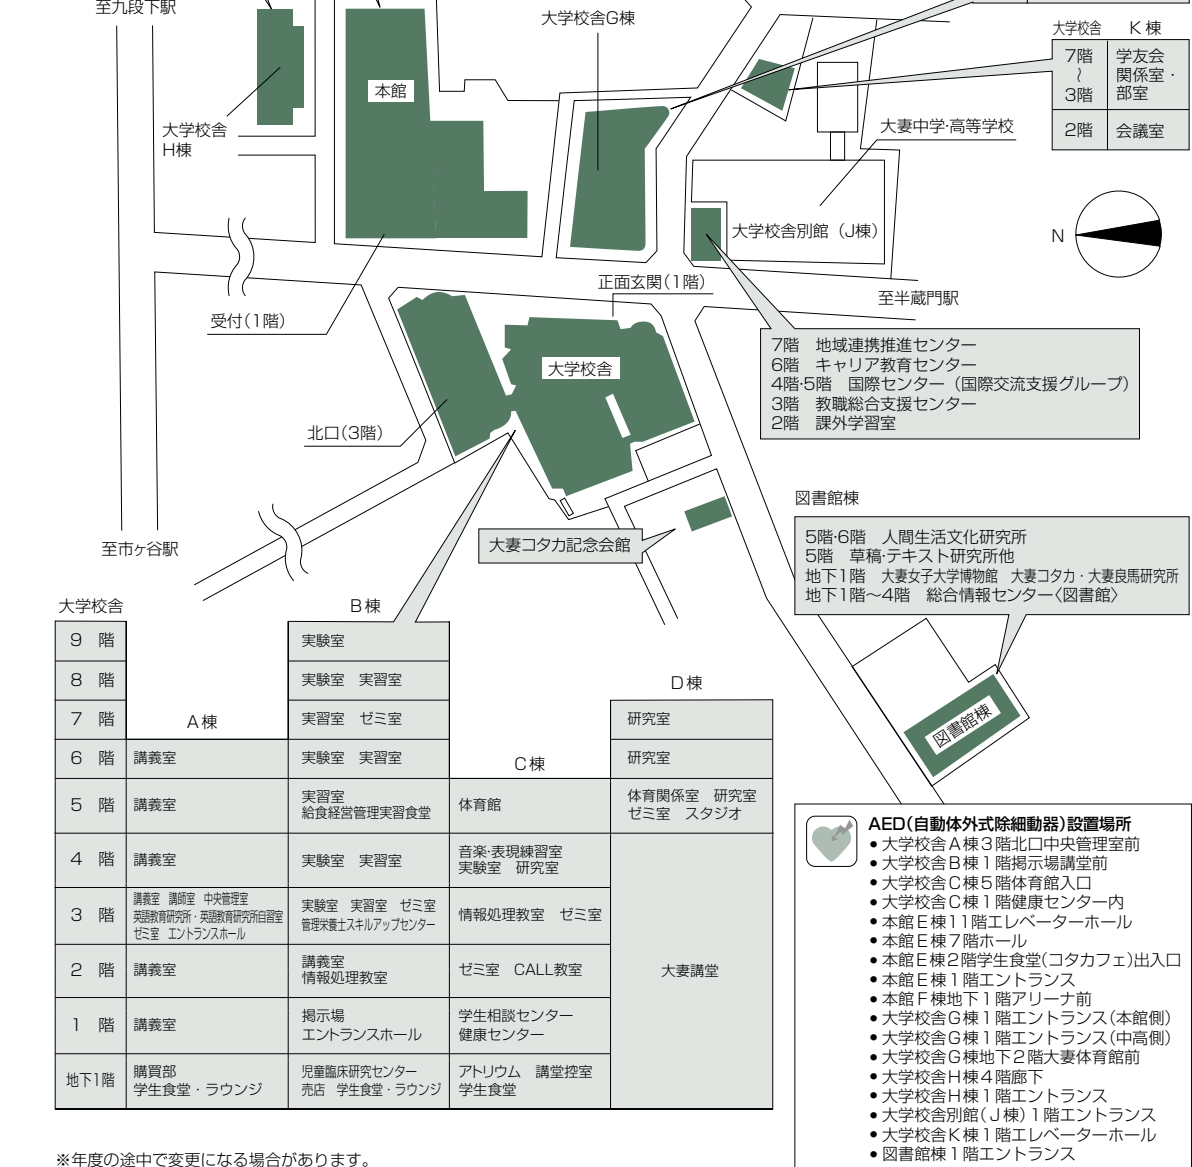 至九段下駅
大学校舎G棟
大学校舎 K棟
7階
〜
3階
学友会
関係室・
部室
2階 会議室
本館
大学校舎
H棟
大妻中学・高等学校
大学校舎別館（J棟）
N
正面玄関（1階）
至半蔵門駅
受付（1階）
7階 地域連携推進センター
6階 キャリア教育センター
4階・5階 国際センター（国際交流支援グループ）
3階 教職総合支援センター
2階 課外学習室
大学校舎
北口（3階）
図書館棟
5階・6階 人間生活文化研究所
5階 草稿・テキスト研究所他
地下1階 大妻女子大学博物館 大妻コタカ・大妻良馬研究所
地下1階〜4階 総合情報センター〈図書館〉
至市ヶ谷駅
大妻コタカ記念会館
図書館棟
大学校舎
A棟
B棟
C棟
D棟
9 階
実験室
8 階
実験室 実習室
7 階
実習室 ゼミ室
研究室
6 階
講義室
実験室 実習室
研究室
5 階
講義室
実習室
給食経営管理実習食堂
体育館
体育関係室 研究室
ゼミ室 スタジオ
4 階
講義室
実験室 実習室
音楽・表現練習室
実験室 研究室
3 階
講義室 講師室 中央管理室
英語教育研究所・英語教育研究所自習室
ゼミ室 エントランスホール
実験室 実習室 ゼミ室
管理栄養士スキルアップセンター
情報処理教室 ゼミ室
2 階
講義室
講義室
情報処理教室
ゼミ室 CALL教室
大妻講堂
1 階
講義室
掲示場
エントランスホール
学生相談センター
健康センター
地下1階
購買部
学生食堂・ラウンジ
児童臨床研究センター
売店 学生食堂・ラウンジ
アトリウム 講堂控室
学生食堂
AED（自動体外式除細動器）設置場所
●大学校舎A棟3階北口中央管理室前
●大学校舎B棟1階掲示場講堂前
●大学校舎C棟5階体育館入口
●大学校舎C棟1階健康センター内
●本館E棟11階エレベーターホール
●本館E棟7階ホール
●本館E棟2階学生食堂（コタカフェ）出入口
●本館E棟1階エントランス
●本館F棟地下1階アリーナ前
●大学校舎G棟1階エントランス（本館側）
●大学校舎G棟1階エントランス（中高側）
●大学校舎G棟地下2階大妻体育館前
●大学校舎H棟4階廊下
●大学校舎H棟1階エントランス
●大学校舎別館（J棟）1階エントランス
●大学校舎K棟1階エレベーターホール
●図書館棟1階エントランス
※年度の途中で変更になる場合があります。